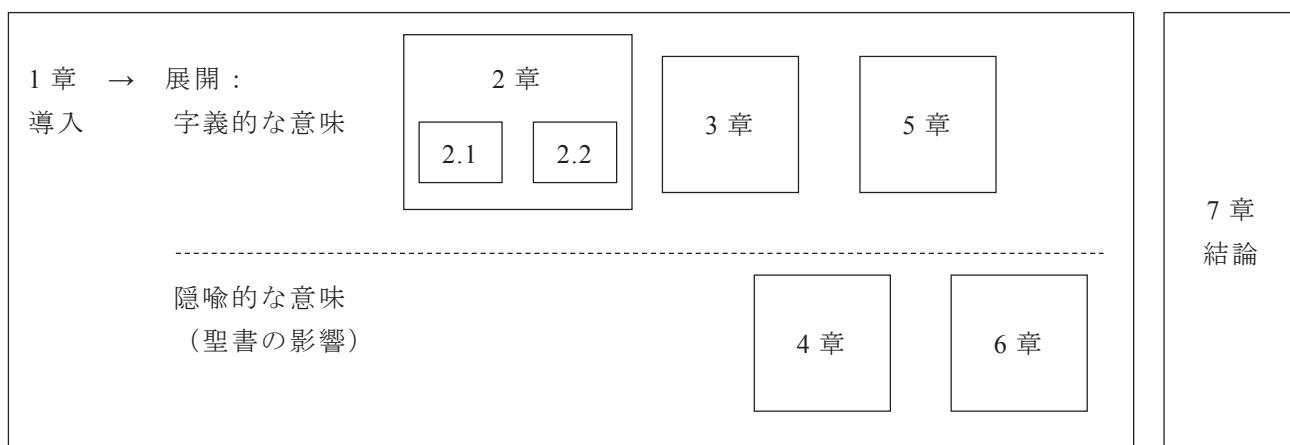 1 章 → 展開：
導入
字義的な意味
2 章
2.1
2.2
3 章
5 章
隠喩的な意味
（聖書の影響）
4 章
6 章
7 章
結論